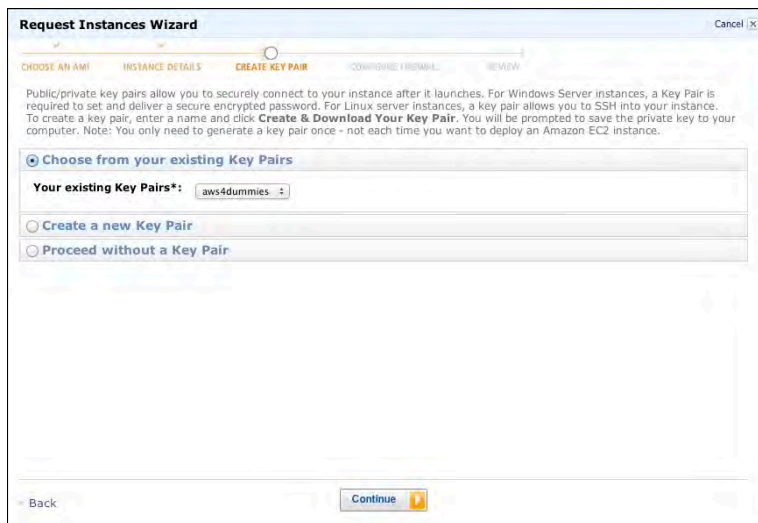 Request Instances Wizard
Cancel
CHOOSE AN AMI INSTANCE DETAILS CREATE KEY PAIR CONFIGURE FIREWALL REVIEW
Public/private key pairs allow you to securely connect to your instance after it launches. For Windows Server instances, a Key Pair is
required to set and deliver a secure encrypted password. For Linux server instances, a key pair allows you to SSH into your instance.
To create a key pair, enter a name and click Create & Download Your Key Pair. You will be prompted to save the private key to your
computer. Note: You only need to generate a key pair once - not each time you want to deploy an Amazon EC2 instance.
Choose from your existing Key Pairs
Your existing Key Pairs*: aws4dummies
Create a new Key Pair
Proceed without a Key Pair
Back
Continue